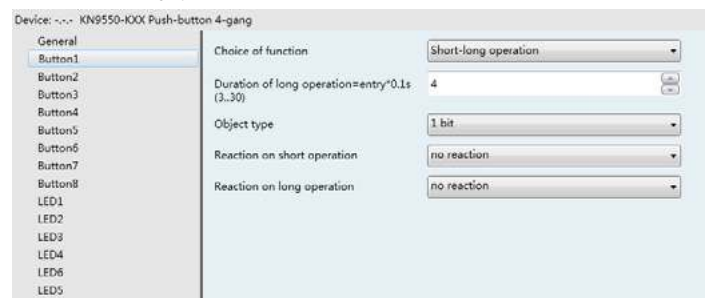 Device: -.-.- KN9550-KXX Push-button 4-gang
General
Button1
Button2
Button3
Button4
Button5
Button6
Button7
Button8
LED1
LED2
LED3
LED4
LED6
LED5
Choice of function
Short-long operation
Duration of long operation=entry*0.1s
(3..30)
4
Object type
1 bit
Reaction on short operation
no reaction
Reaction on long operation
no reaction